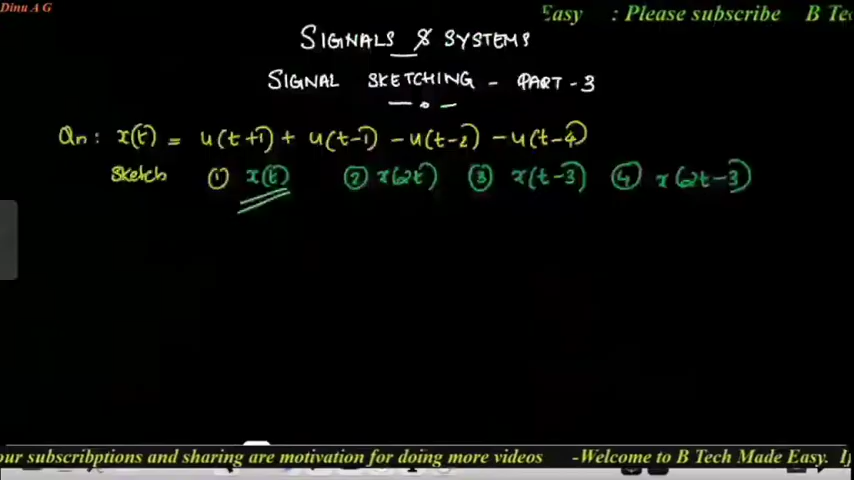 Dinu A G
Easy : Please subscribe B Te
SIGNALS & SYSTEMS
SIGNAL SKETCHING - PART-3
Qn: x(t) = u(t+1) + u(t-1) - u(t-2) - u(t-4)
Sketch ① x(t) ② x(2t) ③ x(t-3) ④ x(2t-3)
our subscribptions and sharing are motivation for doing more videos -Welcome to B Tech Made Easy. I